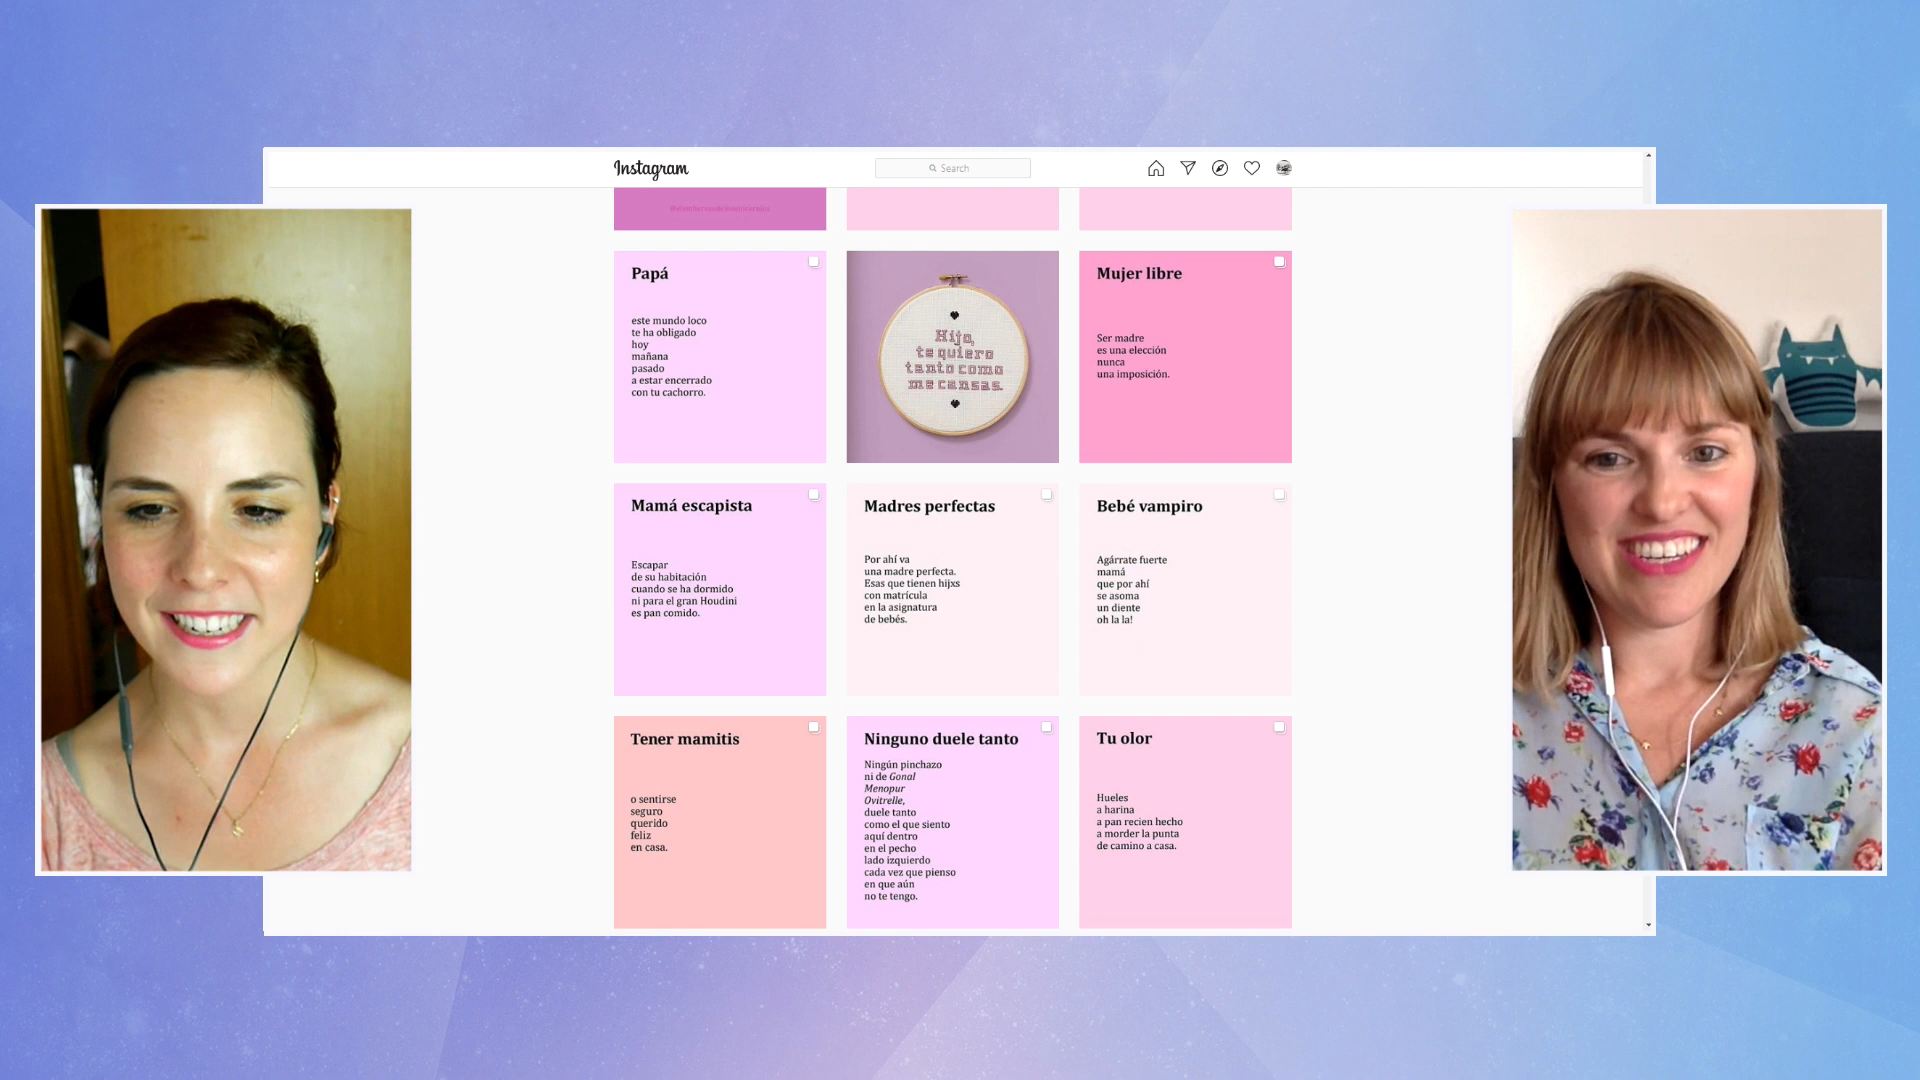 Instagram
Search
Papá
este mundo loco
te ha obligado
hoy
mañana
pasado
a estar encerrado
con tu cachorro.
Hijo,
te quiero
tanto como
me cansas.
Mujer libre
Ser madre
es una elección
nunca
una imposición.
Mamá escapista
Escapar
de su habitación
cuando se ha dormido
ni para el gran Houdini
es pan comido.
Madres perfectas
Por ahí va
una madre perfecta.
Esas que tienen hijxs
con matrícula
en la asignatura
de bebés.
Bebé vampiro
Agárrate fuerte
mamá
que por ahí
se asoma
un diente
oh la la!
Tener mamitis
o sentirse
seguro
querido
feliz
en casa.
Ninguno duele tanto
Ningún pinchazo
ni de Gonal
Menopur
Ovitrelle,
duele tanto
como el que siento
aquí dentro
en el pecho
lado izquierdo
cada vez que pienso
en que aún
no te tengo.
Tu olor
Hueles
a harina
a pan recien hecho
a morder la punta
de camino a casa.